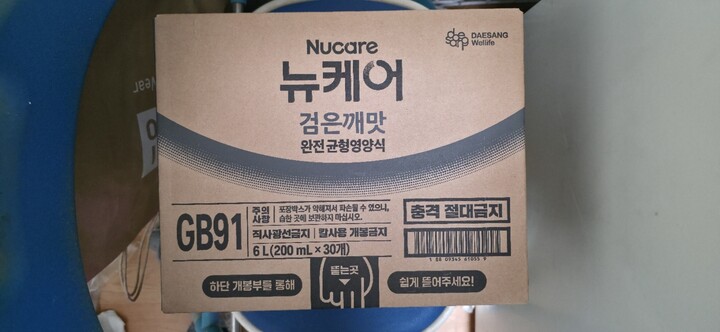 Nucare
DAESANG
Wellife
뉴케어
검은깨맛
완전 균형영양식
GB91
주의
사항
포장박스가 약해져서 파손될 수 있으니,
습한 곳에 보관하지 마십시오.
직사광선금지 | 칼사용 개봉금지
6 L(200 mL × 30개)
충격 절대금지
뜯는곳
하단 개봉부를 통해
쉽게 뜯어주세요!
Wear